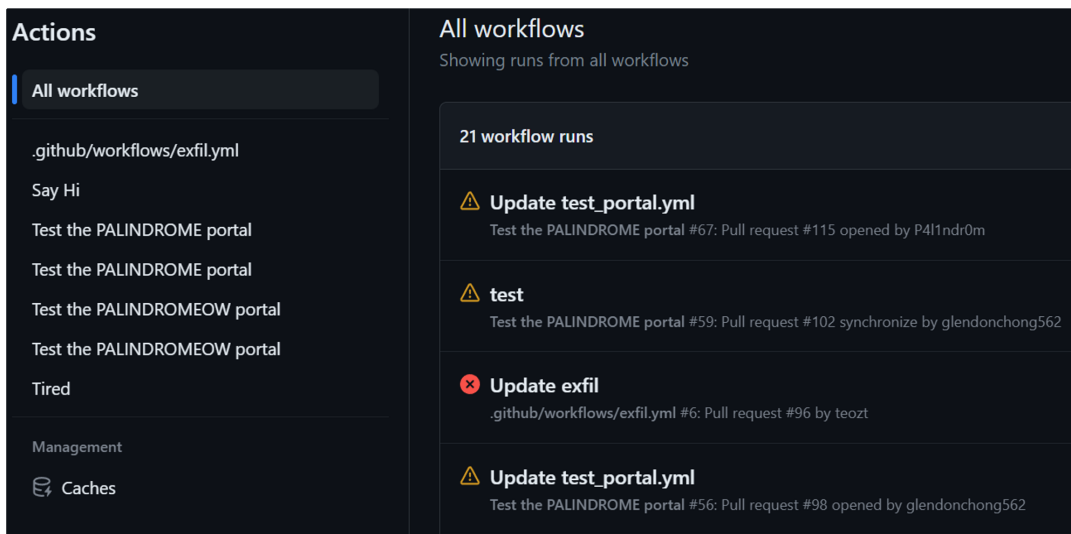 Actions
All workflows
.github/workflows/exfil.yml
Say Hi
Test the PALINDROME portal
Test the PALINDROME portal
Test the PALINDROMEOW portal
Test the PALINDROMEOW portal
Tired
Management
Caches
All workflows
Showing runs from all workflows
21 workflow runs
Update test_portal.yml
Test the PALINDROME portal #67: Pull request #115 opened by P4l1ndr0m
test
Test the PALINDROME portal #59: Pull request #102 synchronize by glendonchong562
Update exfil
.github/workflows/exfil.yml #6: Pull request #96 by teozt
Update test_portal.yml
Test the PALINDROME portal #56: Pull request #98 opened by glendonchong562